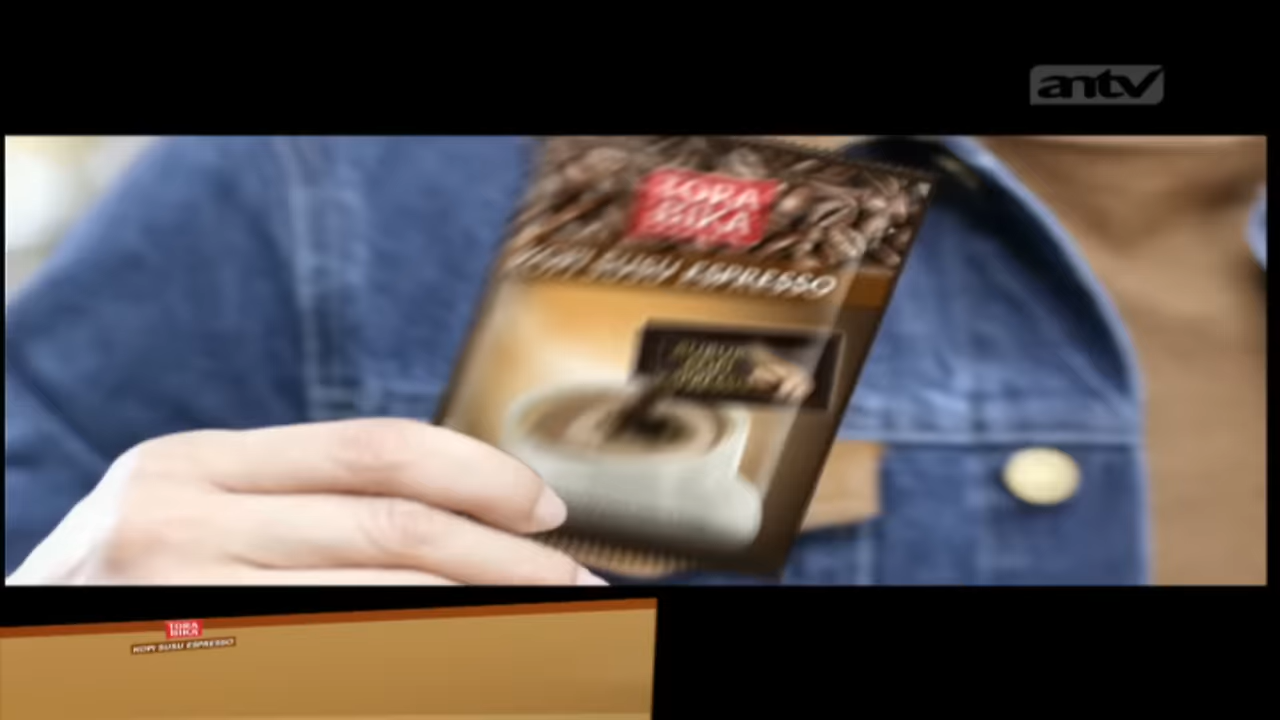 antv
TORA
BIKA
KOPI SUSU ESPRESSO
TORA
BIKA
KOPI SUSU ESPRESSO